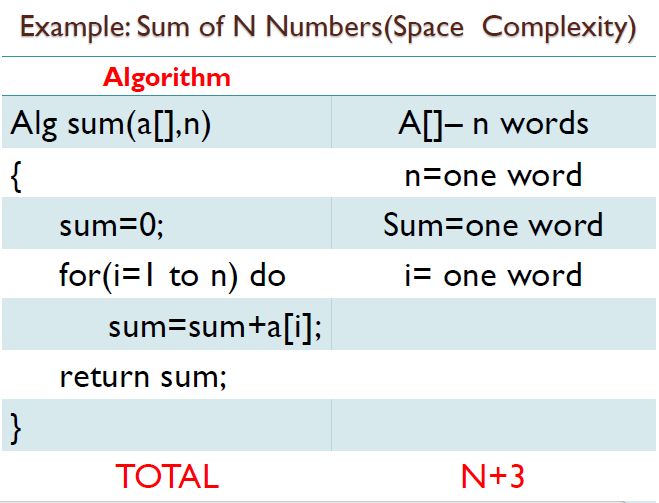 Example: Sum of N Numbers(Space Complexity)
Algorithm
Alg sum(a[],n) A[]– n words
{ n=one word
sum=0; Sum=one word
for(i=1 to n) do i= one word
sum=sum+a[i];
return sum;
}
TOTAL N+3